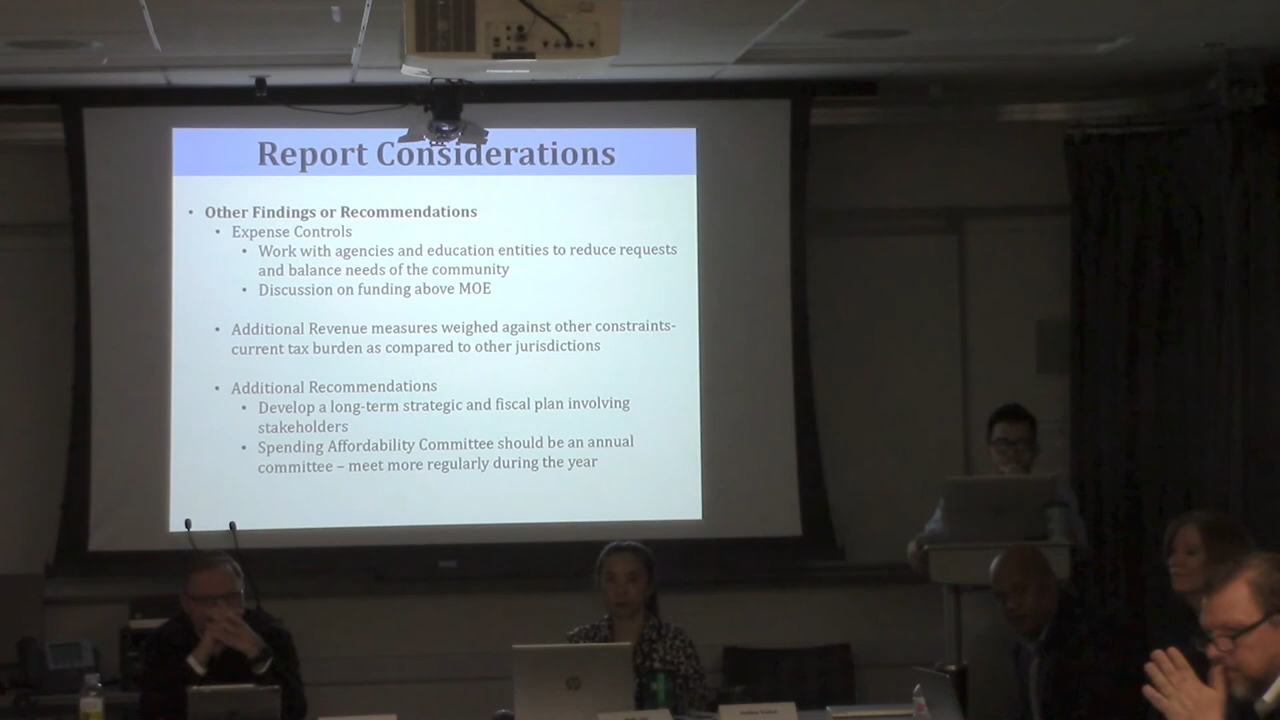 Report Considerations
• Other Findings or Recommendations
• Expense Controls
• Work with agencies and education entities to reduce requests
and balance needs of the community
• Discussion on funding above MOE
• Additional Revenue measures weighed against other constraints-
current tax burden as compared to other jurisdictions
• Additional Recommendations
• Develop a long-term strategic and fiscal plan involving
stakeholders
• Spending Affordability Committee should be an annual
committee – meet more regularly during the year
hp